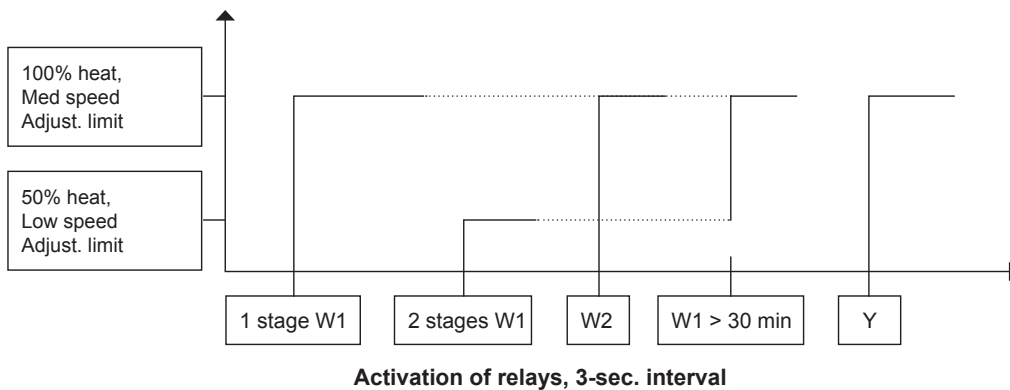 100% heat,
Med speed
Adjust. limit
50% heat,
Low speed
Adjust. limit
1 stage W1
2 stages W1
W2
W1 > 30 min
Y
Activation of relays, 3-sec. interval